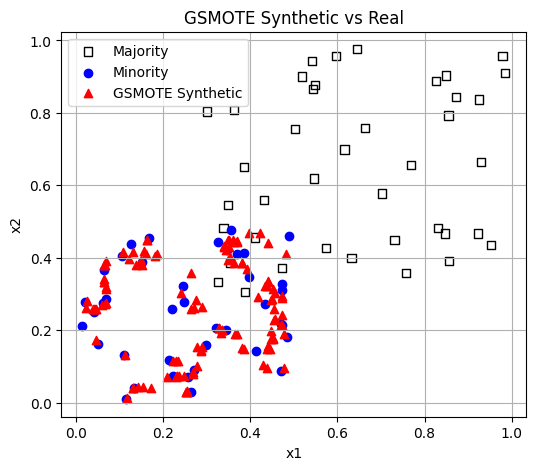 GSMOTE Synthetic vs Real
Majority
Minority
GSMOTE Synthetic
1.0
0.8
0.6
0.4
0.2
0.0
x2
0.0 0.2 0.4 0.6 0.8 1.0
x1